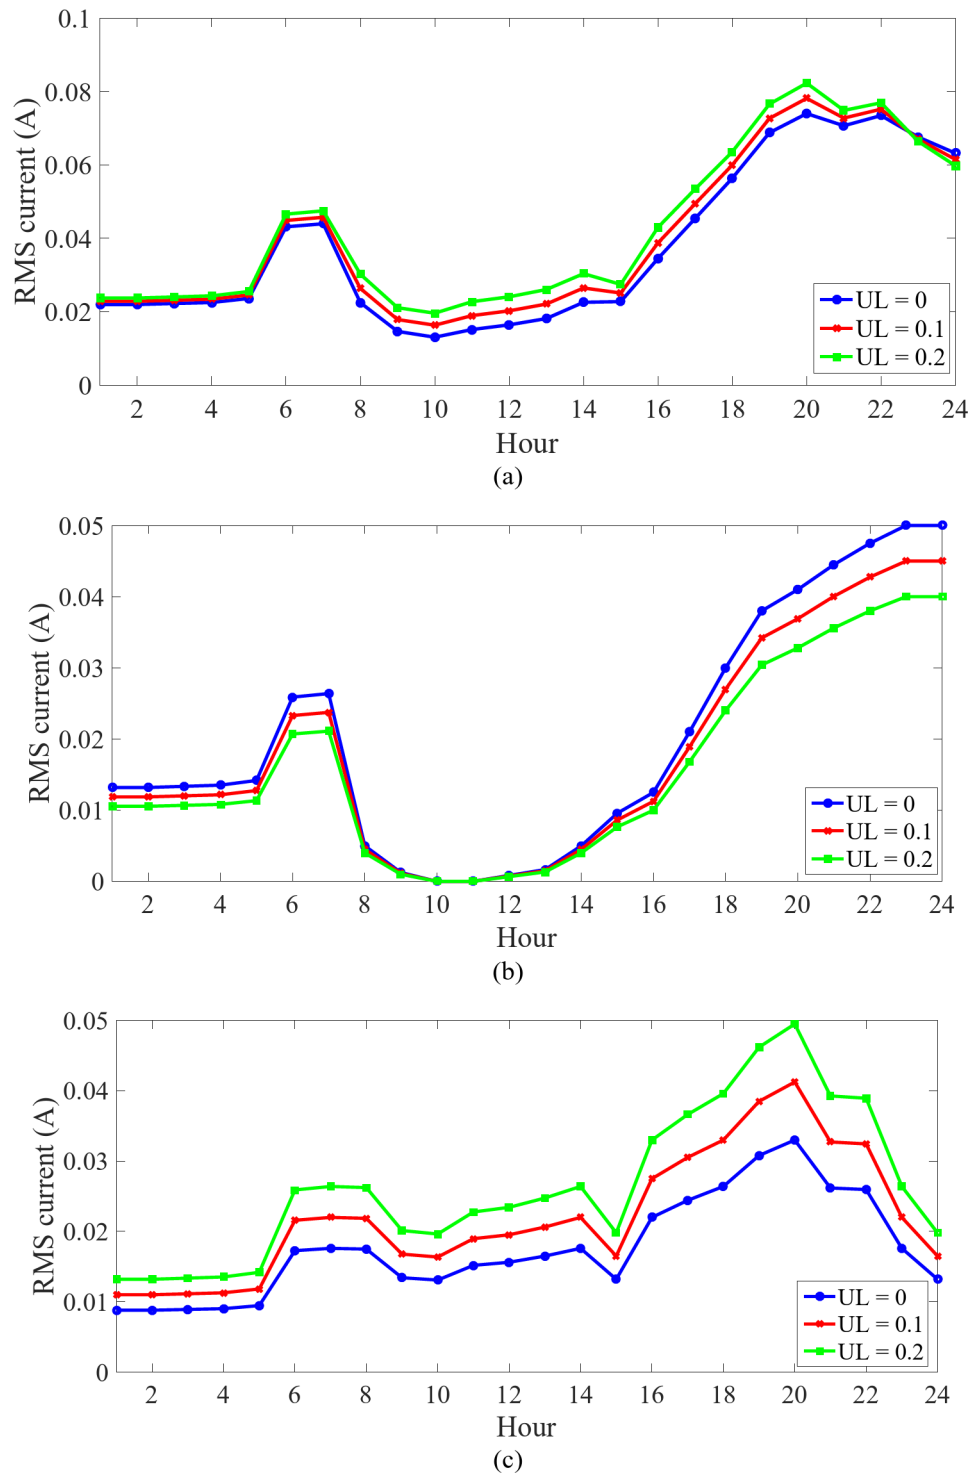 0.1
0.08
0.06
0.04
0.02
0
RMS current (A)
UL = 0
UL = 0.1
UL = 0.2
2 4 6 8 10 12 14 16 18 20 22 24
Hour
(a)
0.05
0.04
0.03
0.02
0.01
0
RMS current (A)
UL = 0
UL = 0.1
UL = 0.2
2 4 6 8 10 12 14 16 18 20 22 24
Hour
(b)
0.05
0.04
0.03
0.02
0.01
0
RMS current (A)
UL = 0
UL = 0.1
UL = 0.2
2 4 6 8 10 12 14 16 18 20 22 24
Hour
(c)